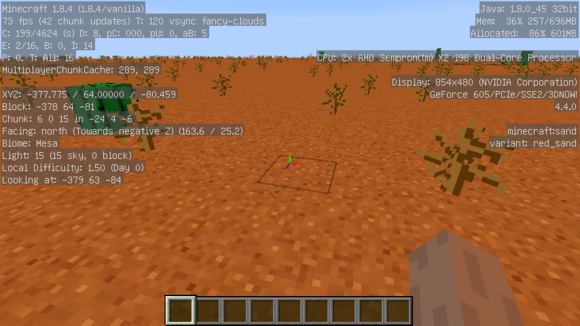 Minecraft 1.8.4 (1.8.4/vanilla)
73 fps (42 chunk updates) T: 120 vsync fancy-clouds
C: 199/4624 (s) D: 8, pC: 000, pU: 0, aB: 5
E: 2/16, B: 0, I: 14
P: 0. T: All: 16
MultiplayerChunkCache: 289, 289
XYZ: -377.775 / 64.00000 / -80.459
Block: -378 64 -81
Chunk: 6 0 15 in -24 4 -6
Facing: north (Towards negative Z) (163.6 / 25.2)
Biome: Mesa
Light: 15 (15 sky, 0 block)
Local Difficulty: 1.50 (Day 0)
Looking at: -379 63 -84
Java: 1.8.0_45 32bit
Mem: 36% 257/696MB
Allocated: 86% 601MB
CPU: 2x AMD Sempron(tm) X2 198 Dual-Core Processor
Display: 854x480 (NVIDIA Corporation)
GeForce 605/PCIe/SSE2/3DNOW!
4.4.0
minecraft:sand
variant: red_sand